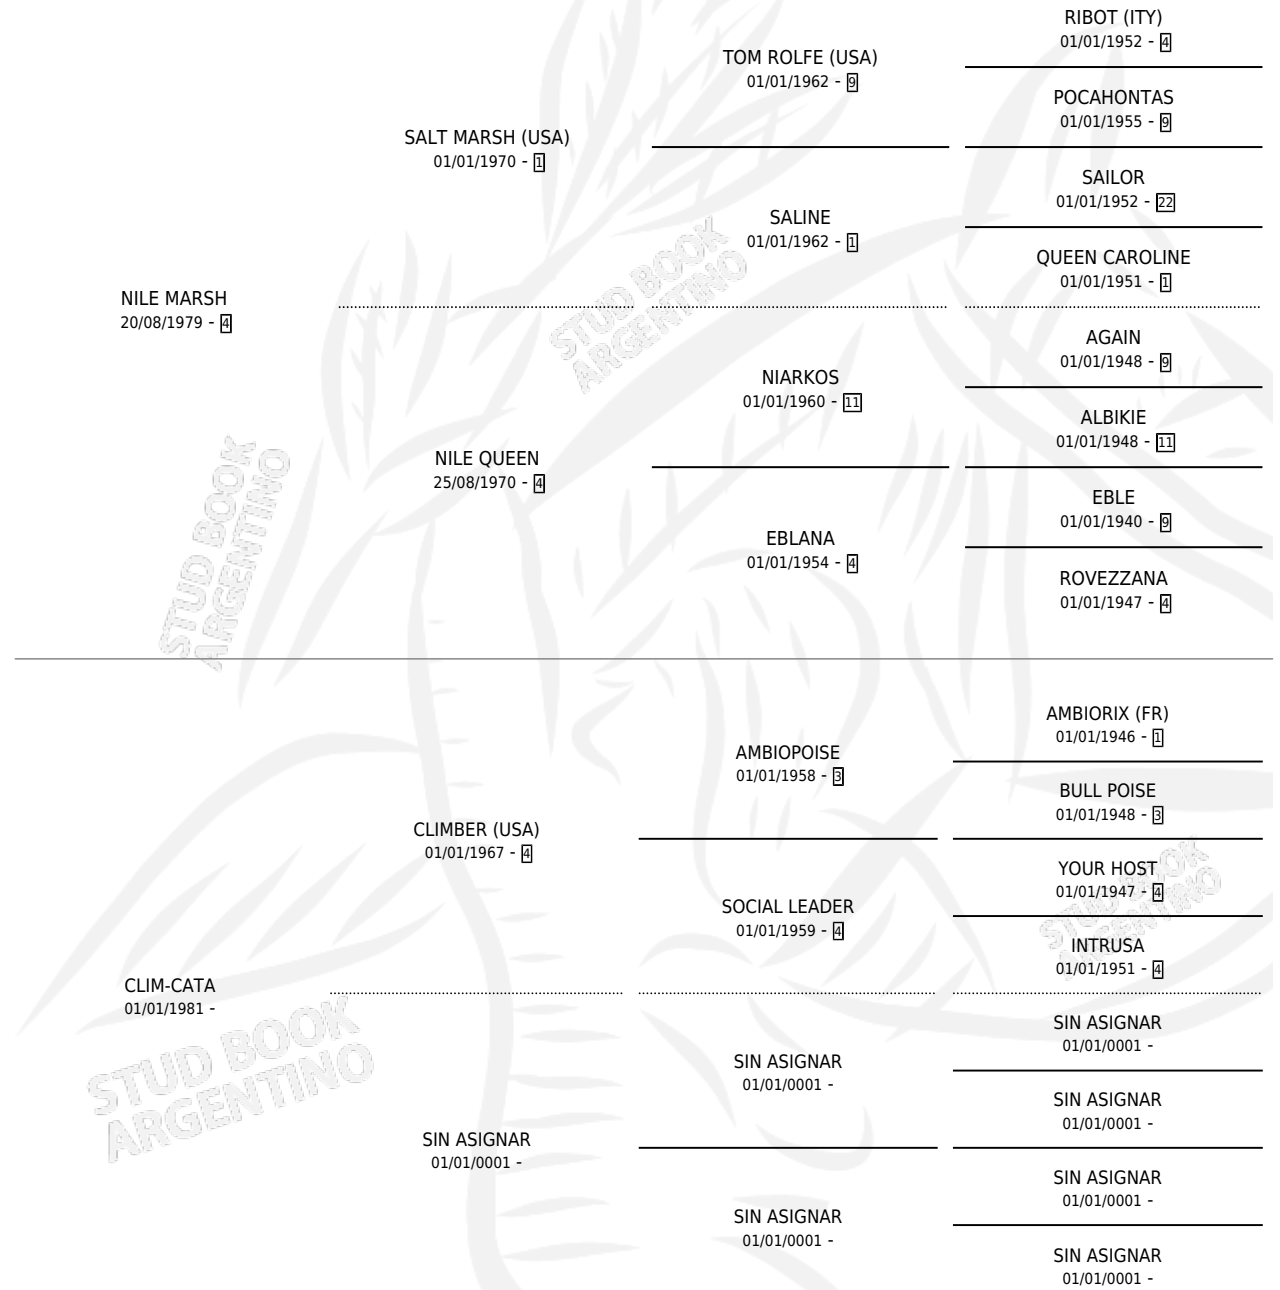 RIBOT (ITY)
01/01/1952 - 4
TOM ROLFE (USA)
01/01/1962 - 9
POCAHONTAS
01/01/1955 - 9
SALT MARSH (USA)
01/01/1970 - 1
SAILOR
01/01/1952 - 22
SALINE
01/01/1962 - 1
QUEEN CAROLINE
01/01/1951 - 1
NILE MARSH
20/08/1979 - 4
AGAIN
01/01/1948 - 9
NIARKOS
01/01/1960 - 11
ALBIKIE
01/01/1948 - 11
NILE QUEEN
25/08/1970 - 4
EBLE
01/01/1940 - 9
EBLANA
01/01/1954 - 4
ROVEZZANA
01/01/1947 - 4
STUD BOOK
ARGENTINO
STUD BOOK
ARGENTINO
AMBIORIX (FR)
01/01/1946 - 1
AMBIOPOISE
01/01/1958 - 3
BULL POISE
01/01/1948 - 3
CLIMBER (USA)
01/01/1967 - 4
YOUR HOST
01/01/1947 - 4
SOCIAL LEADER
01/01/1959 - 4
INTRUSA
01/01/1951 - 4
CLIM-CATA
01/01/1981 -
SIN ASIGNAR
01/01/0001 -
SIN ASIGNAR
01/01/0001 -
SIN ASIGNAR
01/01/0001 -
SIN ASIGNAR
01/01/0001 -
SIN ASIGNAR
01/01/0001 -
SIN ASIGNAR
01/01/0001 -
SIN ASIGNAR
01/01/0001 -
STUD BOOK
ARGENTINO
STUD BOOK
ARGENTINO